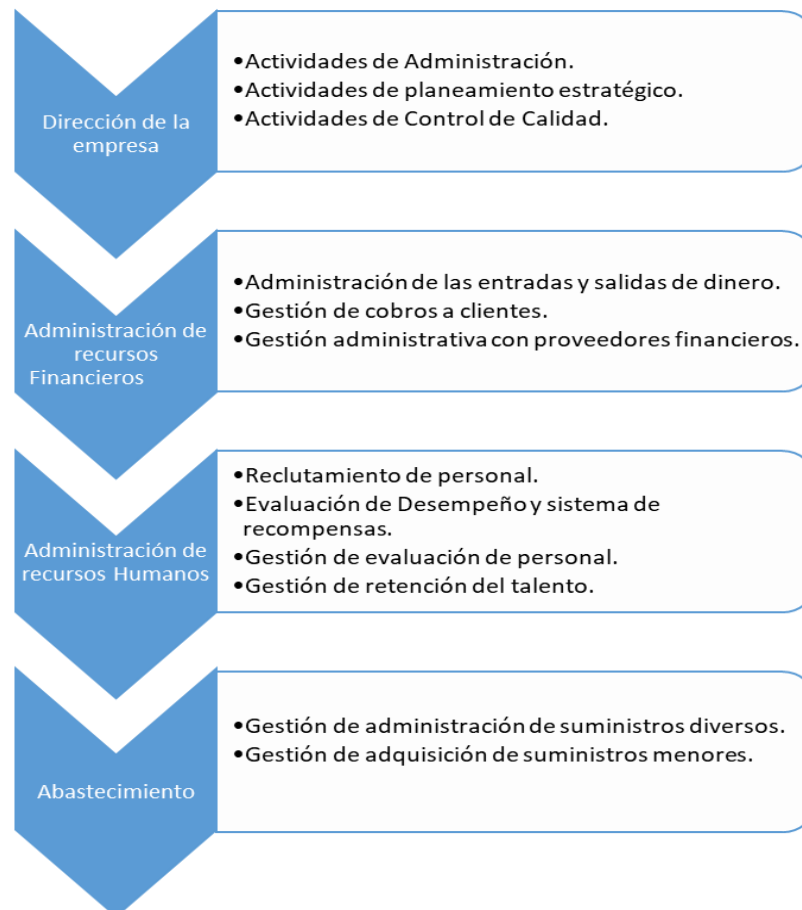 Dirección de la
empresa
•Actividades de Administración.
•Actividades de planeamiento estratégico.
•Actividades de Control de Calidad.
Administración de
recursos
Financieros
•Administración de las entradas y salidas de dinero.
•Gestión de cobros a clientes.
•Gestión administrativa con proveedores financieros.
Administración de
recursos Humanos
•Reclutamiento de personal.
•Evaluación de Desempeño y sistema de
recompensas.
•Gestión de evaluación de personal.
•Gestión de retención del talento.
Abastecimiento
•Gestión de administración de suministros diversos.
•Gestión de adquisición de suministros menores.